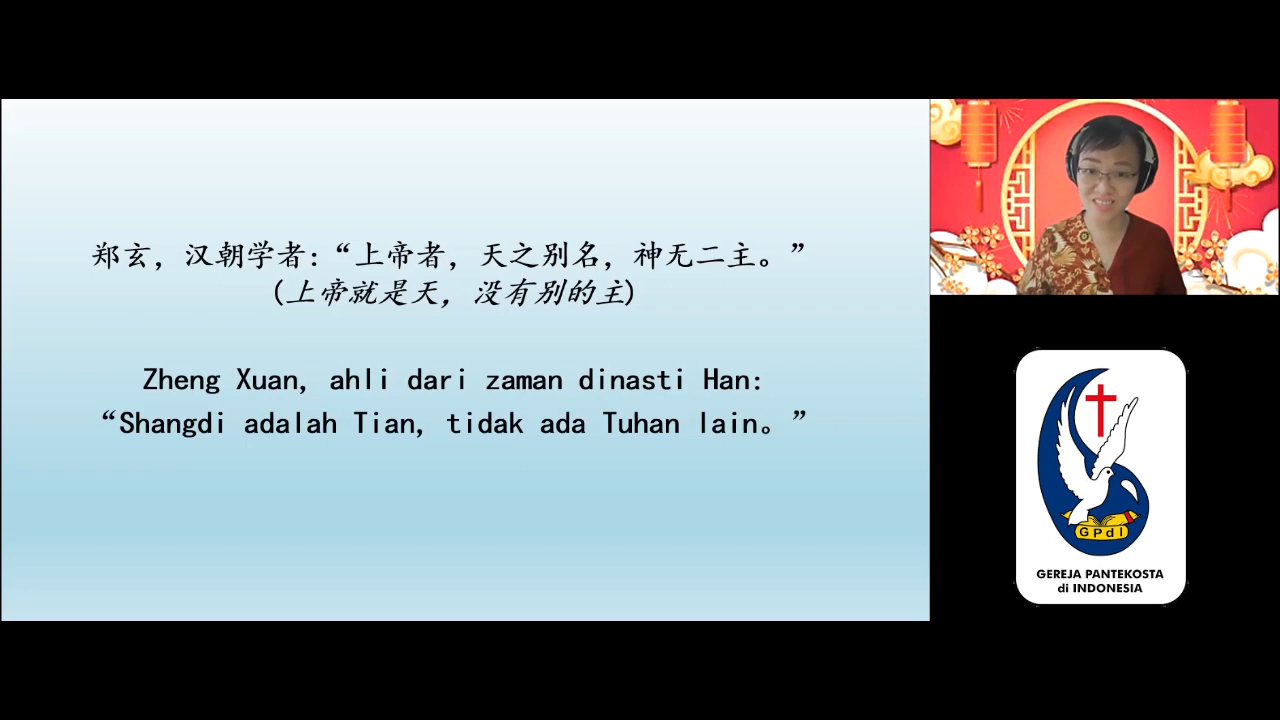 郑玄，汉朝学者：“上帝者，天之别名，神无二主。”
(上帝就是天，没有别的主)
Zheng Xuan, ahli dari zaman dinasti Han:
“Shangdi adalah Tian, tidak ada Tuhan lain。”
GPdI
GEREJA PANTEKOSTA
di INDONESIA